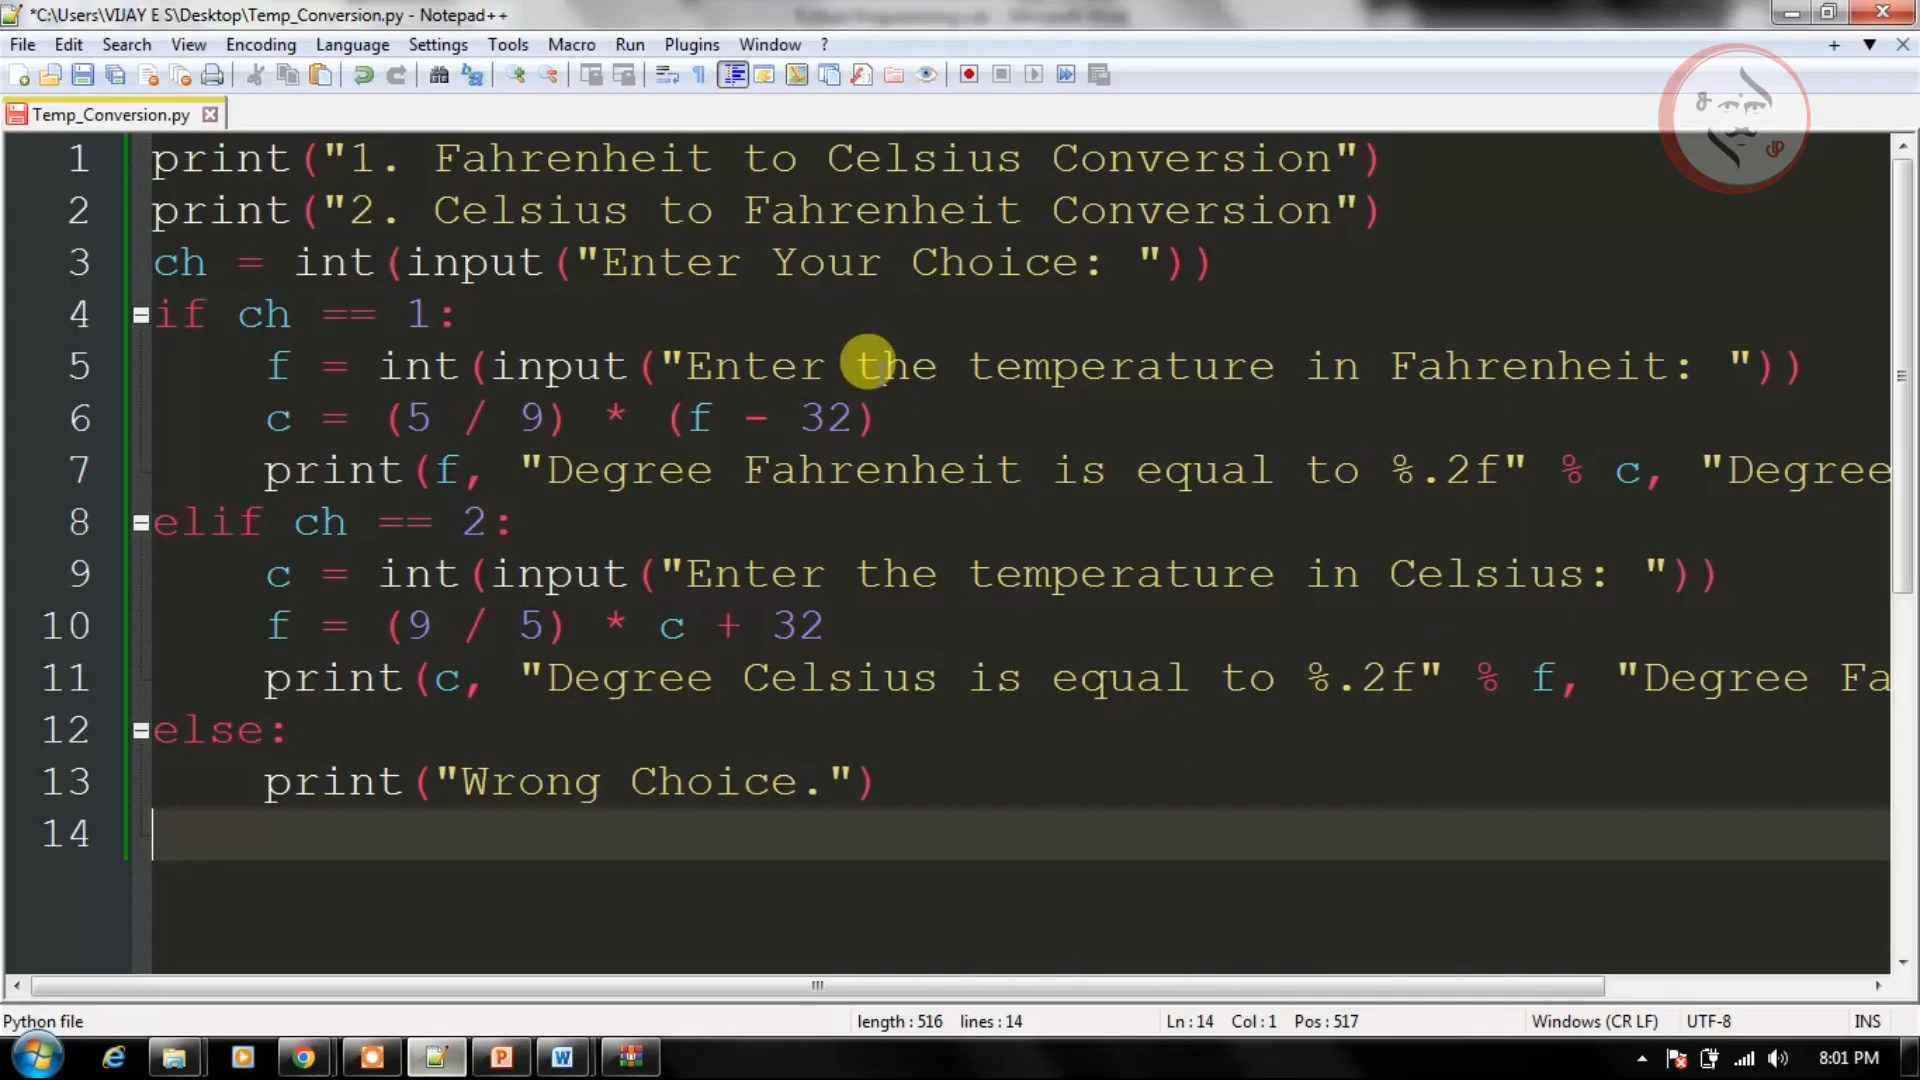 *C:\Users\VIJAY E S\Desktop\Temp_Conversion.py - Notepad++
File Edit Search View Encoding Language Settings Tools Macro Run Plugins Window ?
Temp_Conversion.py
1 print("1. Fahrenheit to Celsius Conversion")
2 print("2. Celsius to Fahrenheit Conversion")
3 ch = int(input("Enter Your Choice: "))
4 if ch == 1:
5     f = int(input("Enter the temperature in Fahrenheit: "))
6     c = (5 / 9) * (f - 32)
7     print(f, "Degree Fahrenheit is equal to %.2f" % c, "Degree
8 elif ch == 2:
9     c = int(input("Enter the temperature in Celsius: "))
10     f = (9 / 5) * c + 32
11     print(c, "Degree Celsius is equal to %.2f" % f, "Degree Fa
12 else:
13     print("Wrong Choice.")
14
Python file length : 516 lines : 14 Ln : 14 Col : 1 Pos : 517 Windows (CR LF) UTF-8 INS
8:01 PM